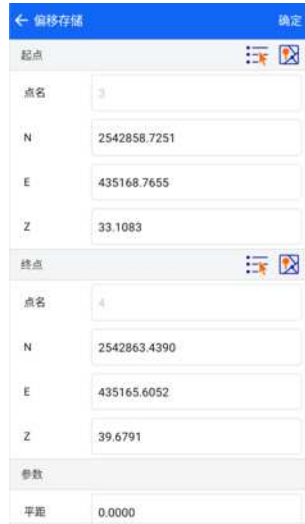 ← 偏移存储 确定
起点
点名 3
N 2542858.7251
E 435168.7655
Z 33.1083
终点
点名 4
N 2542863.4390
E 435165.6052
Z 39.6791
参数
平距 0.0000